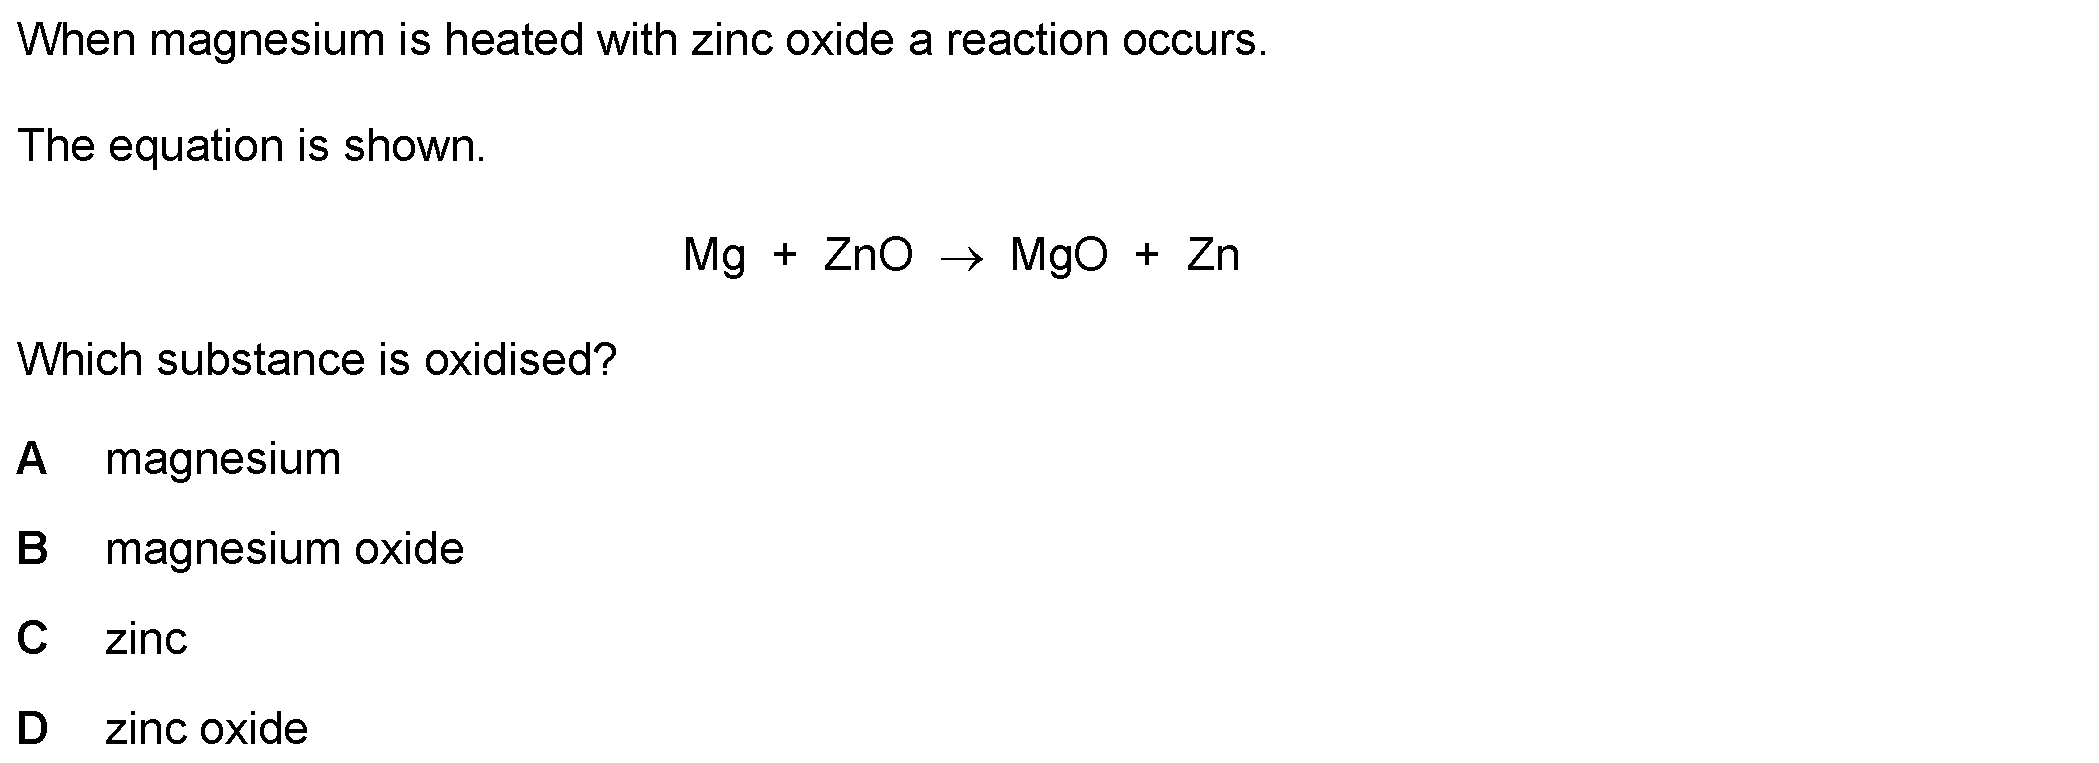 When magnesium is heated with zinc oxide a reaction occurs.
The equation is shown.
Mg + ZnO → MgO + Zn
Which substance is oxidised?
A magnesium
B magnesium oxide
C zinc
D zinc oxide